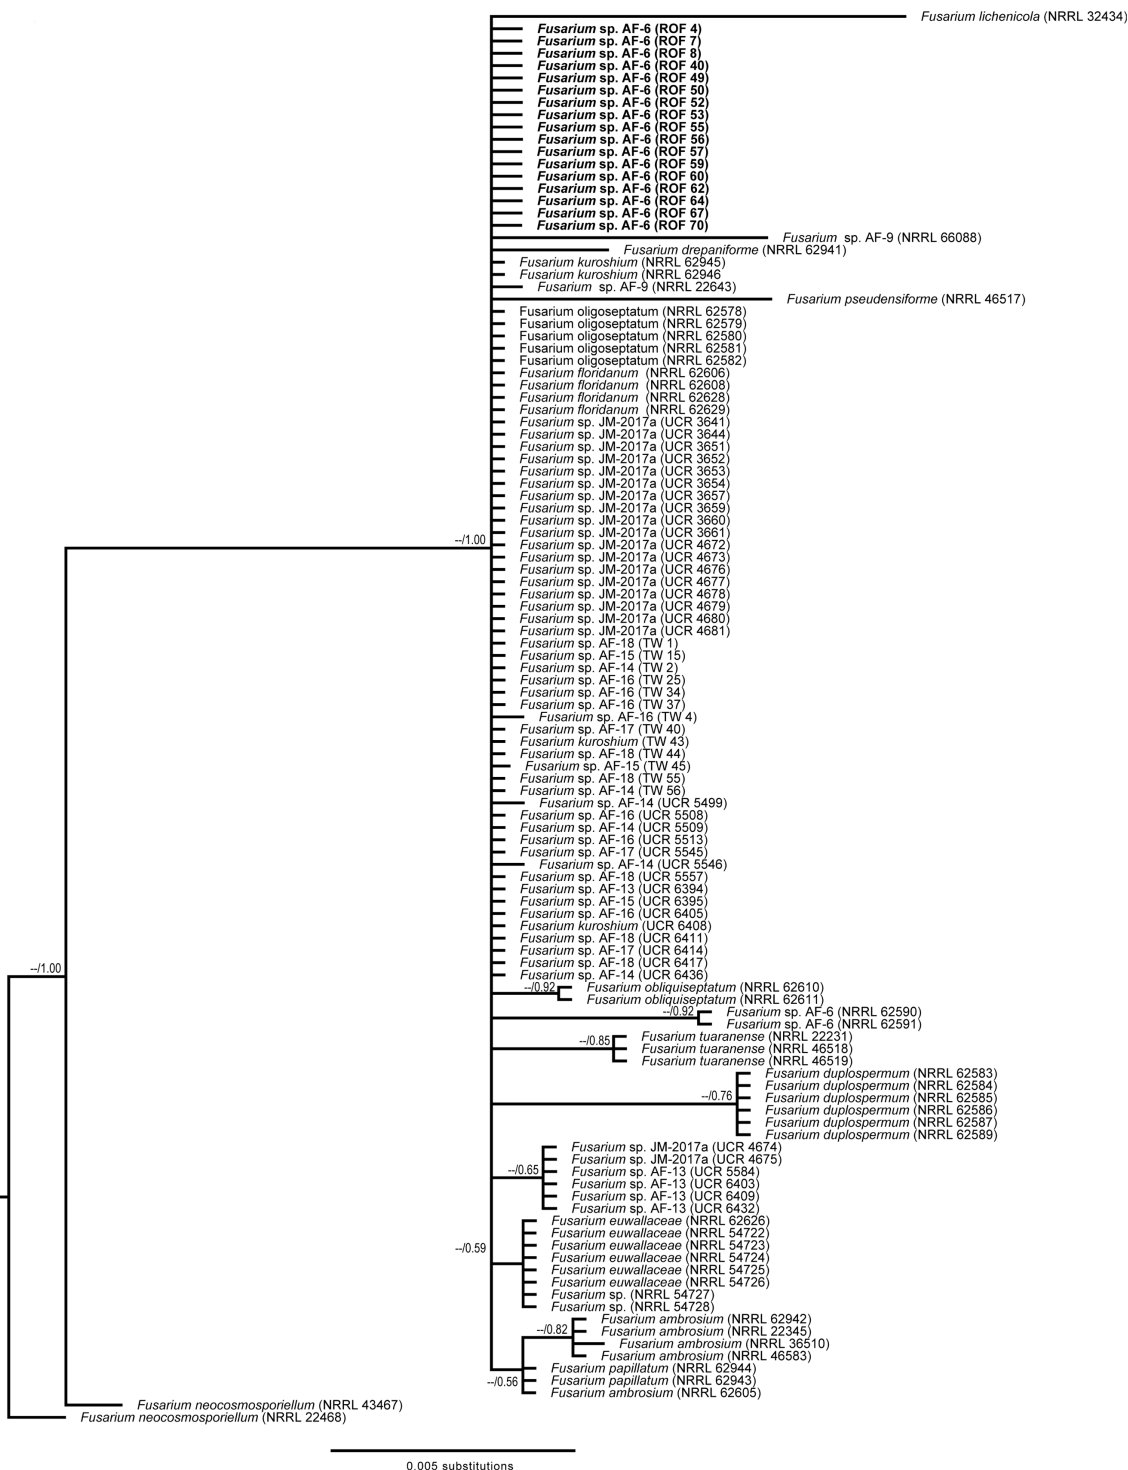 Fusarium lichenicola (NRRL 32434)
Fusarium sp. AF-6 (ROF 4)
Fusarium sp. AF-6 (ROF 7)
Fusarium sp. AF-6 (ROF 8)
Fusarium sp. AF-6 (ROF 40)
Fusarium sp. AF-6 (ROF 49)
Fusarium sp. AF-6 (ROF 50)
Fusarium sp. AF-6 (ROF 52)
Fusarium sp. AF-6 (ROF 53)
Fusarium sp. AF-6 (ROF 55)
Fusarium sp. AF-6 (ROF 56)
Fusarium sp. AF-6 (ROF 57)
Fusarium sp. AF-6 (ROF 59)
Fusarium sp. AF-6 (ROF 60)
Fusarium sp. AF-6 (ROF 62)
Fusarium sp. AF-6 (ROF 64)
Fusarium sp. AF-6 (ROF 67)
Fusarium sp. AF-6 (ROF 70)
Fusarium sp. AF-9 (NRRL 66088)
Fusarium drepaniforme (NRRL 62941)
Fusarium kuroshium (NRRL 62945)
Fusarium kuroshium (NRRL 62946
Fusarium sp. AF-9 (NRRL 22643)
Fusarium pseudensiforme (NRRL 46517)
Fusarium oligoseptatum (NRRL 62578)
Fusarium oligoseptatum (NRRL 62579)
Fusarium oligoseptatum (NRRL 62580)
Fusarium oligoseptatum (NRRL 62581)
Fusarium oligoseptatum (NRRL 62582)
Fusarium floridanum (NRRL 62606)
Fusarium floridanum (NRRL 62608)
Fusarium floridanum (NRRL 62628)
Fusarium floridanum (NRRL 62629)
Fusarium sp. JM-2017a (UCR 3641)
Fusarium sp. JM-2017a (UCR 3644)
Fusarium sp. JM-2017a (UCR 3651)
Fusarium sp. JM-2017a (UCR 3652)
Fusarium sp. JM-2017a (UCR 3653)
Fusarium sp. JM-2017a (UCR 3654)
Fusarium sp. JM-2017a (UCR 3657)
Fusarium sp. JM-2017a (UCR 3659)
Fusarium sp. JM-2017a (UCR 3660)
Fusarium sp. JM-2017a (UCR 3661)
--/1.00
Fusarium sp. JM-2017a (UCR 4672)
Fusarium sp. JM-2017a (UCR 4673)
Fusarium sp. JM-2017a (UCR 4676)
Fusarium sp. JM-2017a (UCR 4677)
Fusarium sp. JM-2017a (UCR 4678)
Fusarium sp. JM-2017a (UCR 4679)
Fusarium sp. JM-2017a (UCR 4680)
Fusarium sp. JM-2017a (UCR 4681)
Fusarium sp. AF-18 (TW 1)
Fusarium sp. AF-15 (TW 15)
Fusarium sp. AF-14 (TW 2)
Fusarium sp. AF-16 (TW 25)
Fusarium sp. AF-16 (TW 34)
Fusarium sp. AF-16 (TW 37)
Fusarium sp. AF-16 (TW 4)
Fusarium sp. AF-17 (TW 40)
Fusarium kuroshium (TW 43)
Fusarium sp. AF-18 (TW 44)
Fusarium sp. AF-15 (TW 45)
Fusarium sp. AF-18 (TW 55)
Fusarium sp. AF-14 (TW 56)
Fusarium sp. AF-14 (UCR 5499)
Fusarium sp. AF-16 (UCR 5508)
Fusarium sp. AF-14 (UCR 5509)
Fusarium sp. AF-16 (UCR 5513)
Fusarium sp. AF-17 (UCR 5545)
Fusarium sp. AF-14 (UCR 5546)
Fusarium sp. AF-18 (UCR 5557)
Fusarium sp. AF-13 (UCR 6394)
Fusarium sp. AF-15 (UCR 6395)
Fusarium sp. AF-16 (UCR 6405)
Fusarium kuroshium (UCR 6408)
Fusarium sp. AF-18 (UCR 6411)
Fusarium sp. AF-17 (UCR 6414)
Fusarium sp. AF-18 (UCR 6417)
--/1.00
Fusarium sp. AF-14 (UCR 6436)
--/0.92
Fusarium obliquiseptatum (NRRL 62610)
Fusarium obliquiseptatum (NRRL 62611)
--/0.92
Fusarium sp. AF-6 (NRRL 62590)
Fusarium sp. AF-6 (NRRL 62591)
Fusarium tuaranense (NRRL 22231)
--/0.85
Fusarium tuaranense (NRRL 46518)
Fusarium tuaranense (NRRL 46519)
Fusarium duplospermum (NRRL 62583)
Fusarium duplospermum (NRRL 62584)
--/0.76
Fusarium duplospermum (NRRL 62585)
Fusarium duplospermum (NRRL 62586)
Fusarium duplospermum (NRRL 62587)
Fusarium duplospermum (NRRL 62589)
Fusarium sp. JM-2017a (UCR 4674)
Fusarium sp. JM-2017a (UCR 4675)
--/0.65
Fusarium sp. AF-13 (UCR 5584)
Fusarium sp. AF-13 (UCR 6403)
Fusarium sp. AF-13 (UCR 6409)
Fusarium sp. AF-13 (UCR 6432)
Fusarium euwallaceae (NRRL 62626)
Fusarium euwallaceae (NRRL 54722)
--/0.59
Fusarium euwallaceae (NRRL 54723)
Fusarium euwallaceae (NRRL 54724)
Fusarium euwallaceae (NRRL 54725)
Fusarium euwallaceae (NRRL 54726)
Fusarium sp. (NRRL 54727)
Fusarium sp. (NRRL 54728)
Fusarium ambrosium (NRRL 62942)
--/0.82
Fusarium ambrosium (NRRL 22345)
Fusarium ambrosium (NRRL 36510)
Fusarium ambrosium (NRRL 46583)
Fusarium papillatum (NRRL 62944)
--/0.56
Fusarium papillatum (NRRL 62943)
Fusarium ambrosium (NRRL 62605)
Fusarium neocosmosporiellum (NRRL 43467)
Fusarium neocosmosporiellum (NRRL 22468)
0.005 substitutions